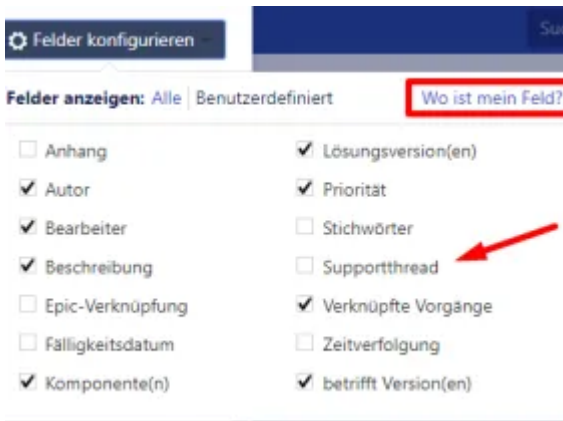 Felder konfigurieren
Su
Felder anzeigen: Alle Benutzerdefiniert Wo ist mein Feld?
Anhang
Lösungsversion(en)
Autor
Priorität
Bearbeiter
Stichwörter
Beschreibung
Supportthread
Epic-Verknüpfung
Verknüpfte Vorgänge
Fälligkeitsdatum
Zeitverfolgung
Komponente(n)
betrifft Version(en)